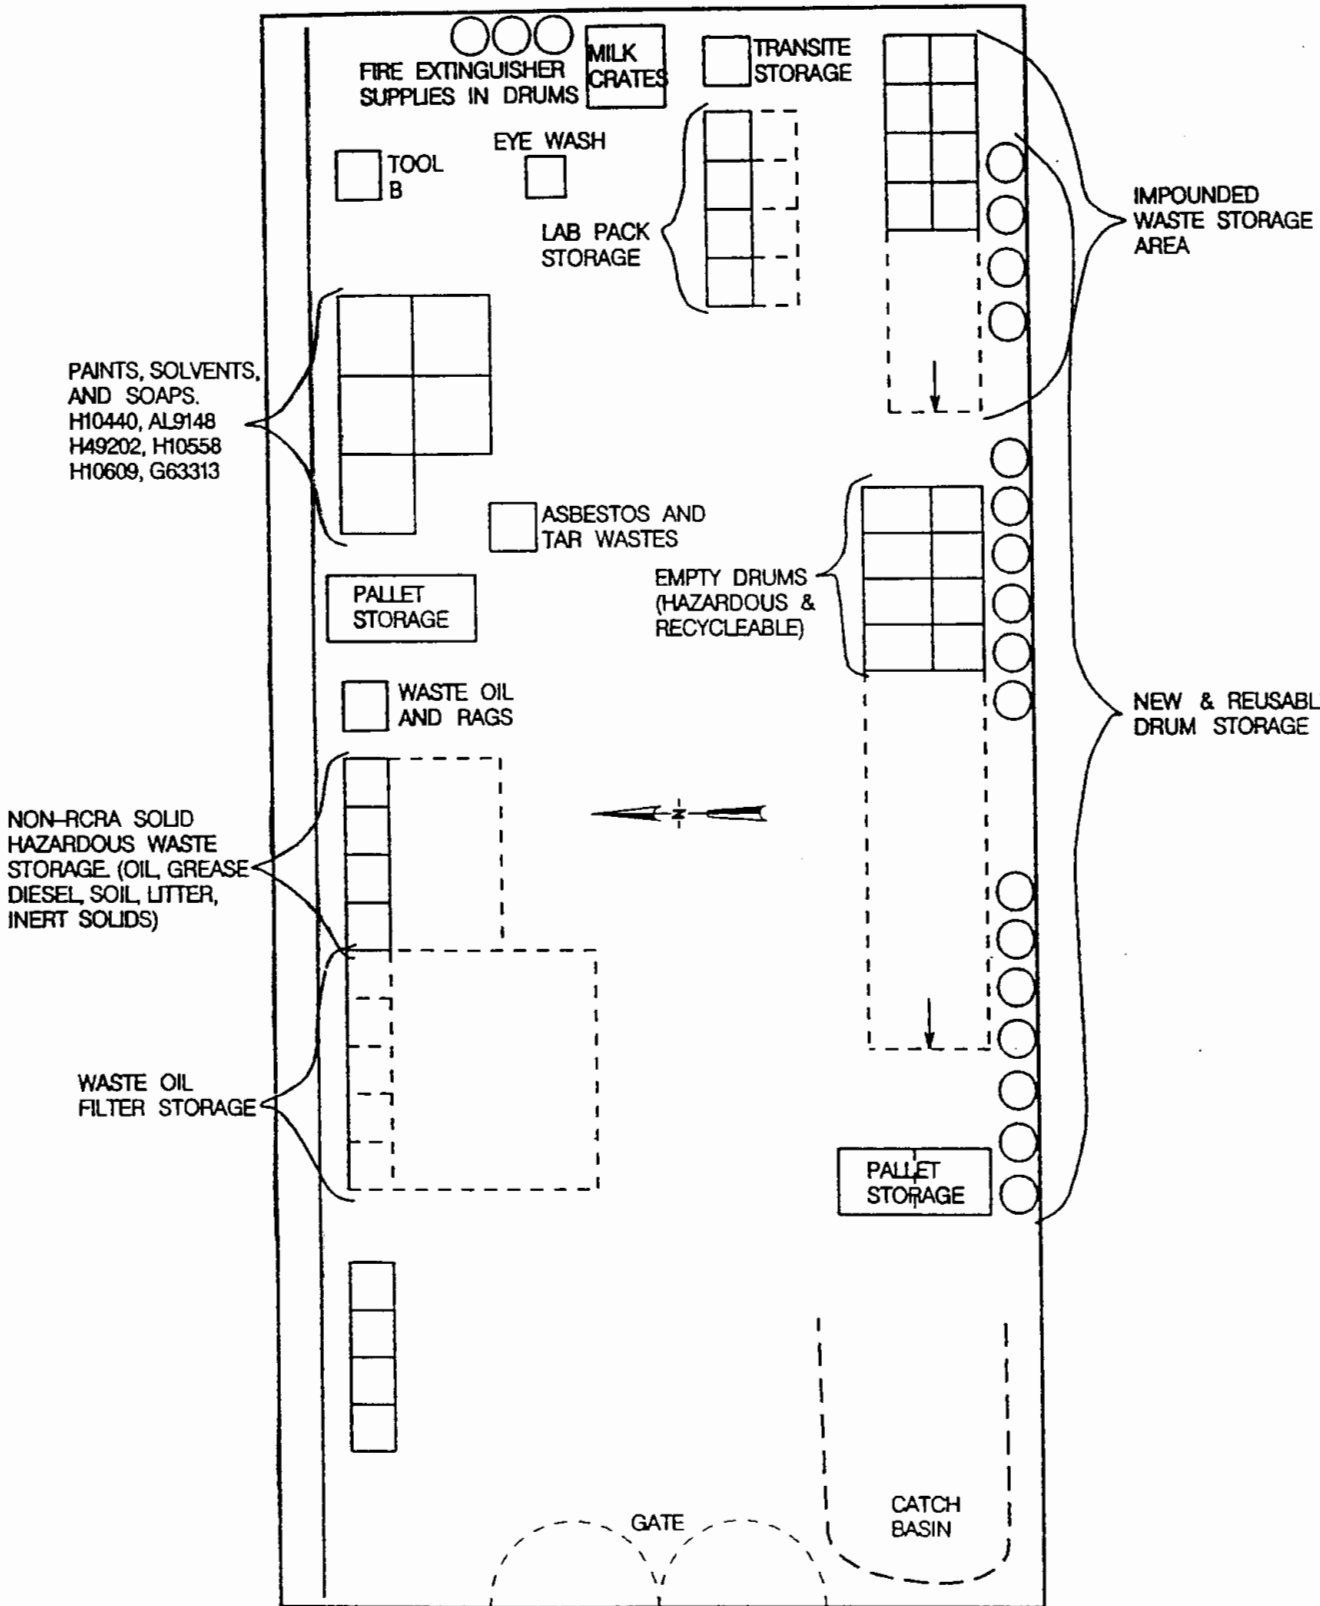 FIRE EXTINGUISHER
SUPPLIES IN DRUMS
MILK
CRATES
TRANSITE
STORAGE
TOOL
B
EYE WASH
LAB PACK
STORAGE
IMPOUNDED
WASTE STORAGE
AREA
PAINTS, SOLVENTS,
AND SOAPS.
H10440, AL9148
H49202, H10558
H10609, G63313
ASBESTOS AND
TAR WASTES
PALLET
STORAGE
EMPTY DRUMS
(HAZARDOUS &
RECYCLEABLE)
WASTE OIL
AND RAGS
NEW & REUSABL
DRUM STORAGE
NON-RCRA SOLID
HAZARDOUS WASTE
STORAGE. (OIL, GREASE
DIESEL, SOIL, LITTER,
INERT SOLIDS)
N
WASTE OIL
FILTER STORAGE
PALLET
STORAGE
CATCH
BASIN
GATE